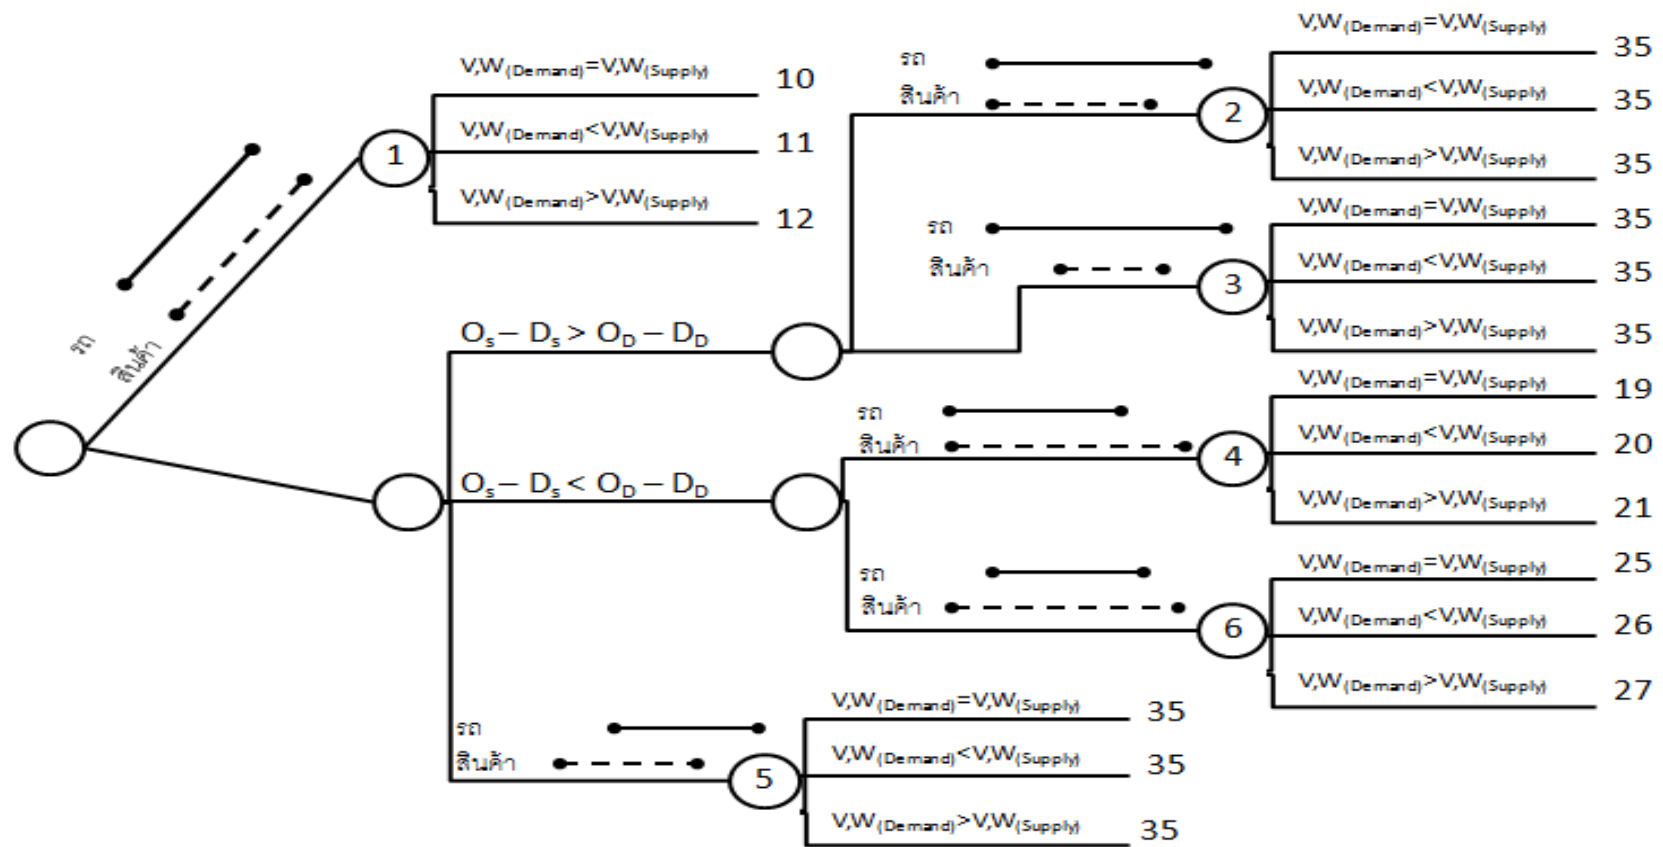 รถ
สินค้า
1
V,W(Demand)=V,W(Supply) 10
V,W(Demand)<V,W(Supply) 11
V,W(Demand)>V,W(Supply) 12
Os – Ds > OD – DD
รถ
สินค้า
2
V,W(Demand)=V,W(Supply) 35
V,W(Demand)<V,W(Supply) 35
V,W(Demand)>V,W(Supply) 35
รถ
สินค้า
3
V,W(Demand)=V,W(Supply) 35
V,W(Demand)<V,W(Supply) 35
V,W(Demand)>V,W(Supply) 35
Os – Ds < OD – DD
รถ
สินค้า
4
V,W(Demand)=V,W(Supply) 19
V,W(Demand)<V,W(Supply) 20
V,W(Demand)>V,W(Supply) 21
รถ
สินค้า
6
V,W(Demand)=V,W(Supply) 25
V,W(Demand)<V,W(Supply) 26
V,W(Demand)>V,W(Supply) 27
รถ
สินค้า
5
V,W(Demand)=V,W(Supply) 35
V,W(Demand)<V,W(Supply) 35
V,W(Demand)>V,W(Supply) 35